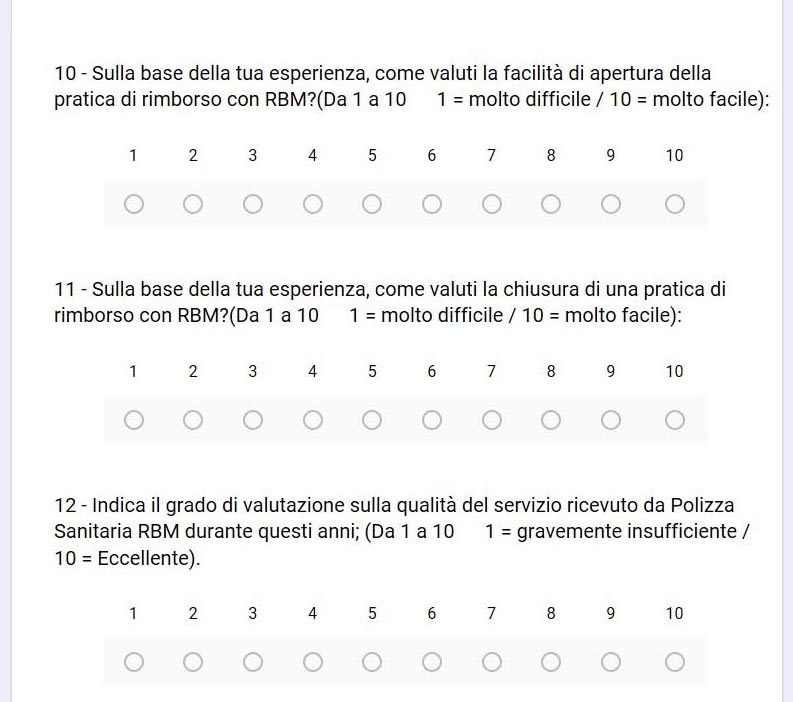 10 - Sulla base della tua esperienza, come valuti la facilità di apertura della
pratica di rimborso con RBM?(Da 1 a 10 1 = molto difficile / 10 = molto facile):
1 2 3 4 5 6 7 8 9 10
11 - Sulla base della tua esperienza, come valuti la chiusura di una pratica di
rimborso con RBM?(Da 1 a 10 1 = molto difficile / 10 = molto facile):
1 2 3 4 5 6 7 8 9 10
12 - Indica il grado di valutazione sulla qualità del servizio ricevuto da Polizza
Sanitaria RBM durante questi anni; (Da 1 a 10 1 = gravemente insufficiente /
10 = Eccellente).
1 2 3 4 5 6 7 8 9 10